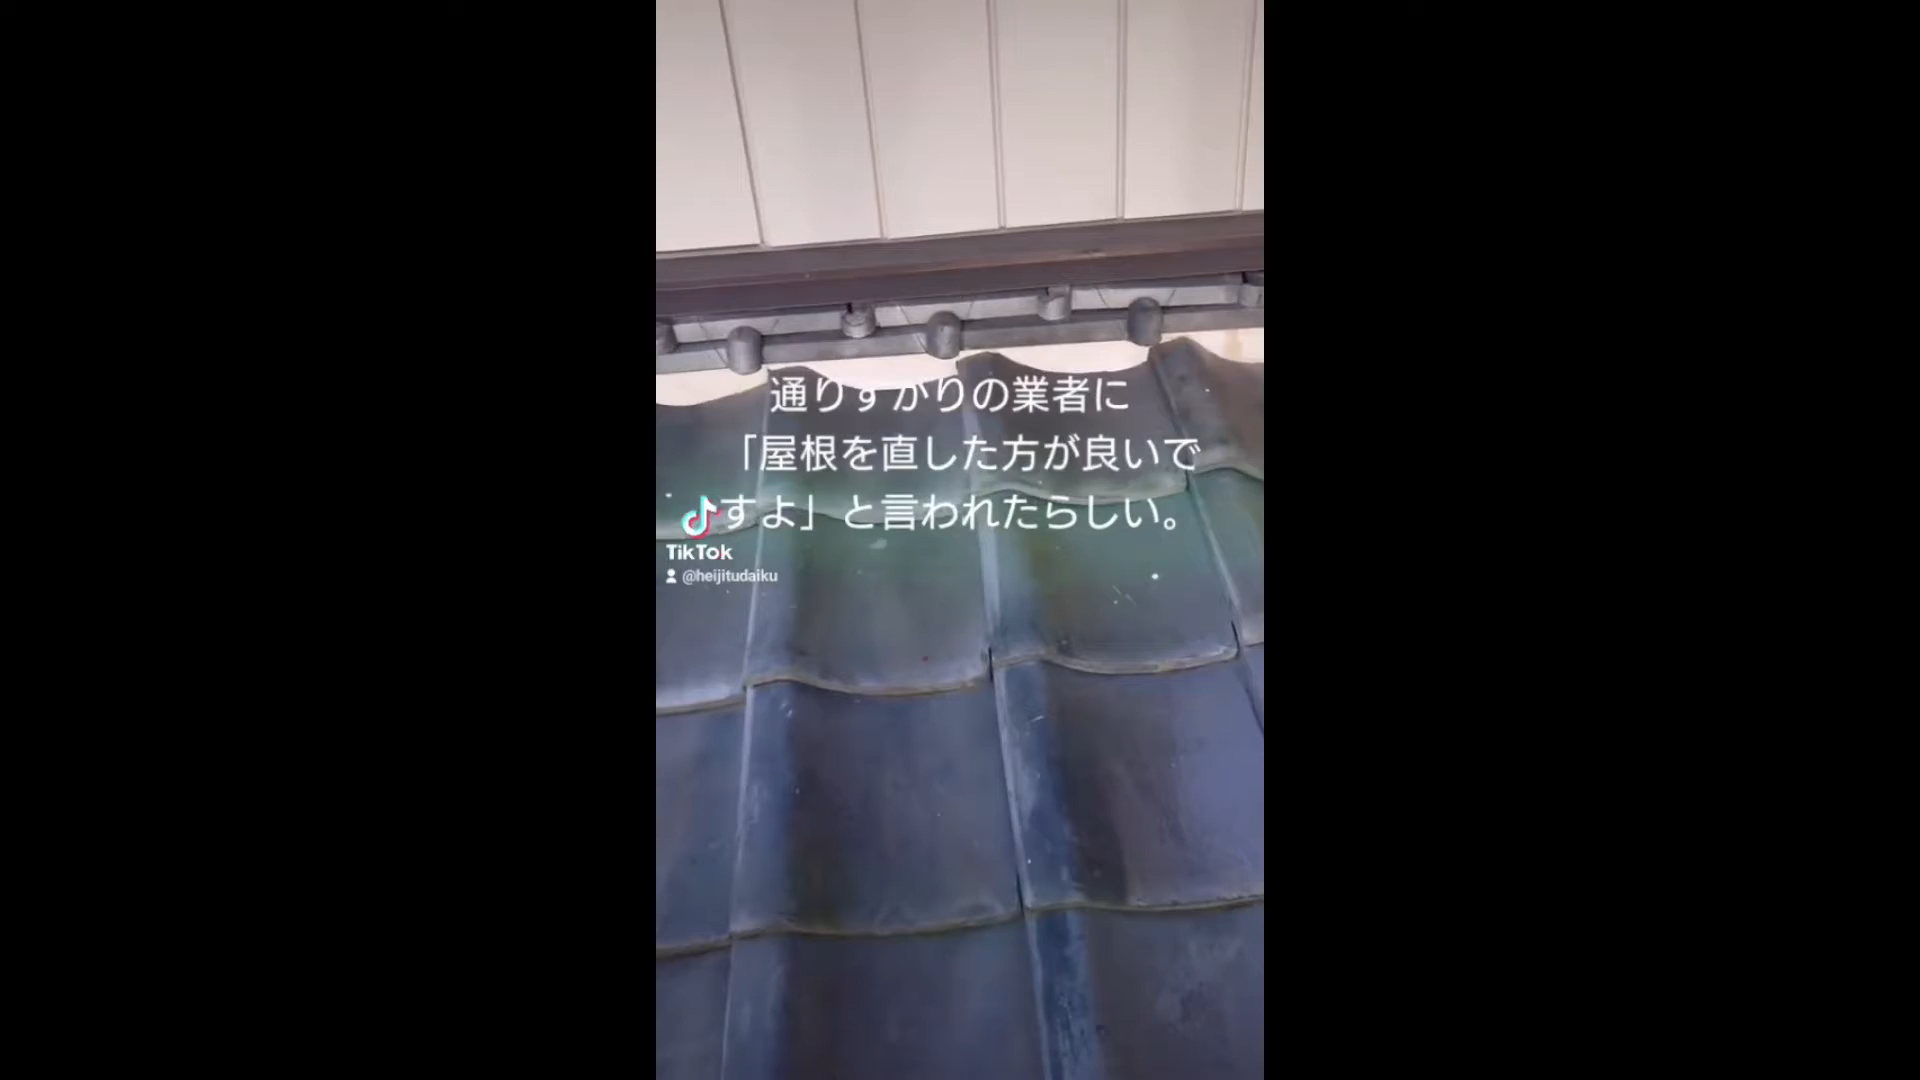 通りすがりの業者に
「屋根を直した方が良いで
すよ」と言われたらしい。
TikTok
@heijitudaiku